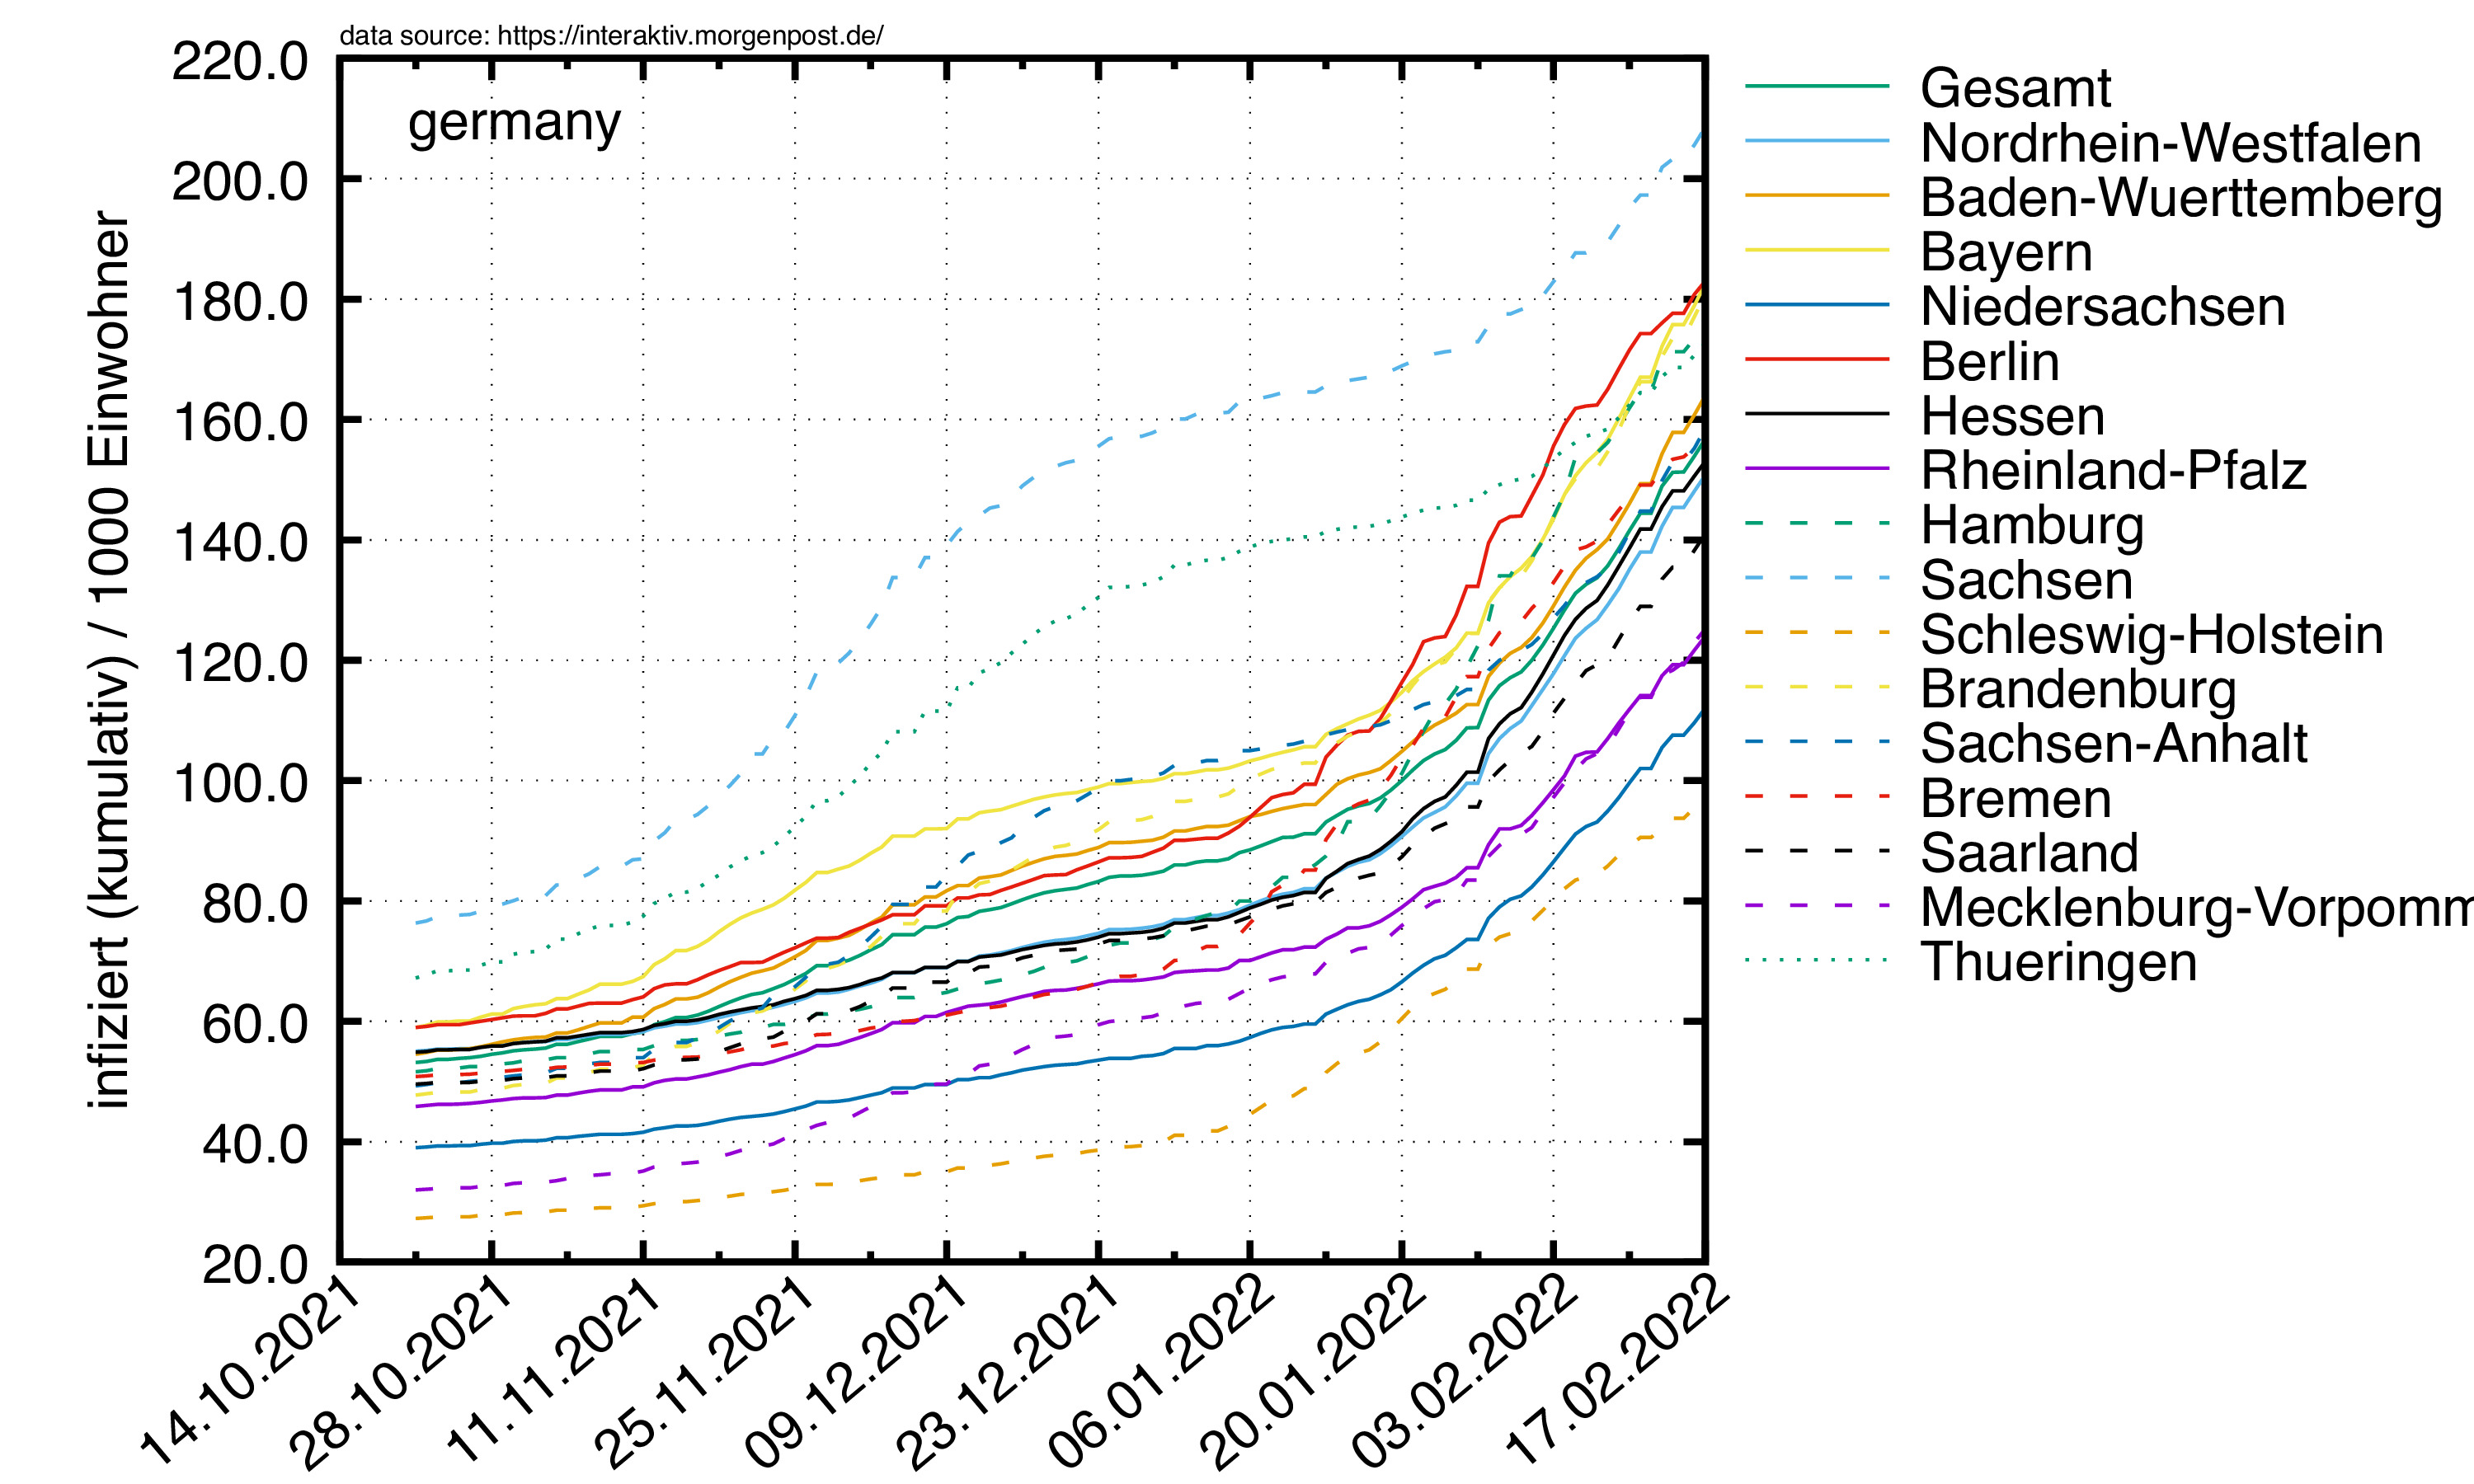 data source: https://interaktiv.morgenpost.de/
germany
infiziert (kumulativ) / 1000 Einwohner
220.0
200.0
180.0
160.0
140.0
120.0
100.0
80.0
60.0
40.0
20.0
14.10.2021
28.10.2021
11.11.2021
25.11.2021
09.12.2021
23.12.2021
06.01.2022
20.01.2022
03.02.2022
17.02.2022
Gesamt
Nordrhein-Westfalen
Baden-Wuerttemberg
Bayern
Niedersachsen
Berlin
Hessen
Rheinland-Pfalz
Hamburg
Sachsen
Schleswig-Holstein
Brandenburg
Sachsen-Anhalt
Bremen
Saarland
Mecklenburg-Vorpomm
Thueringen